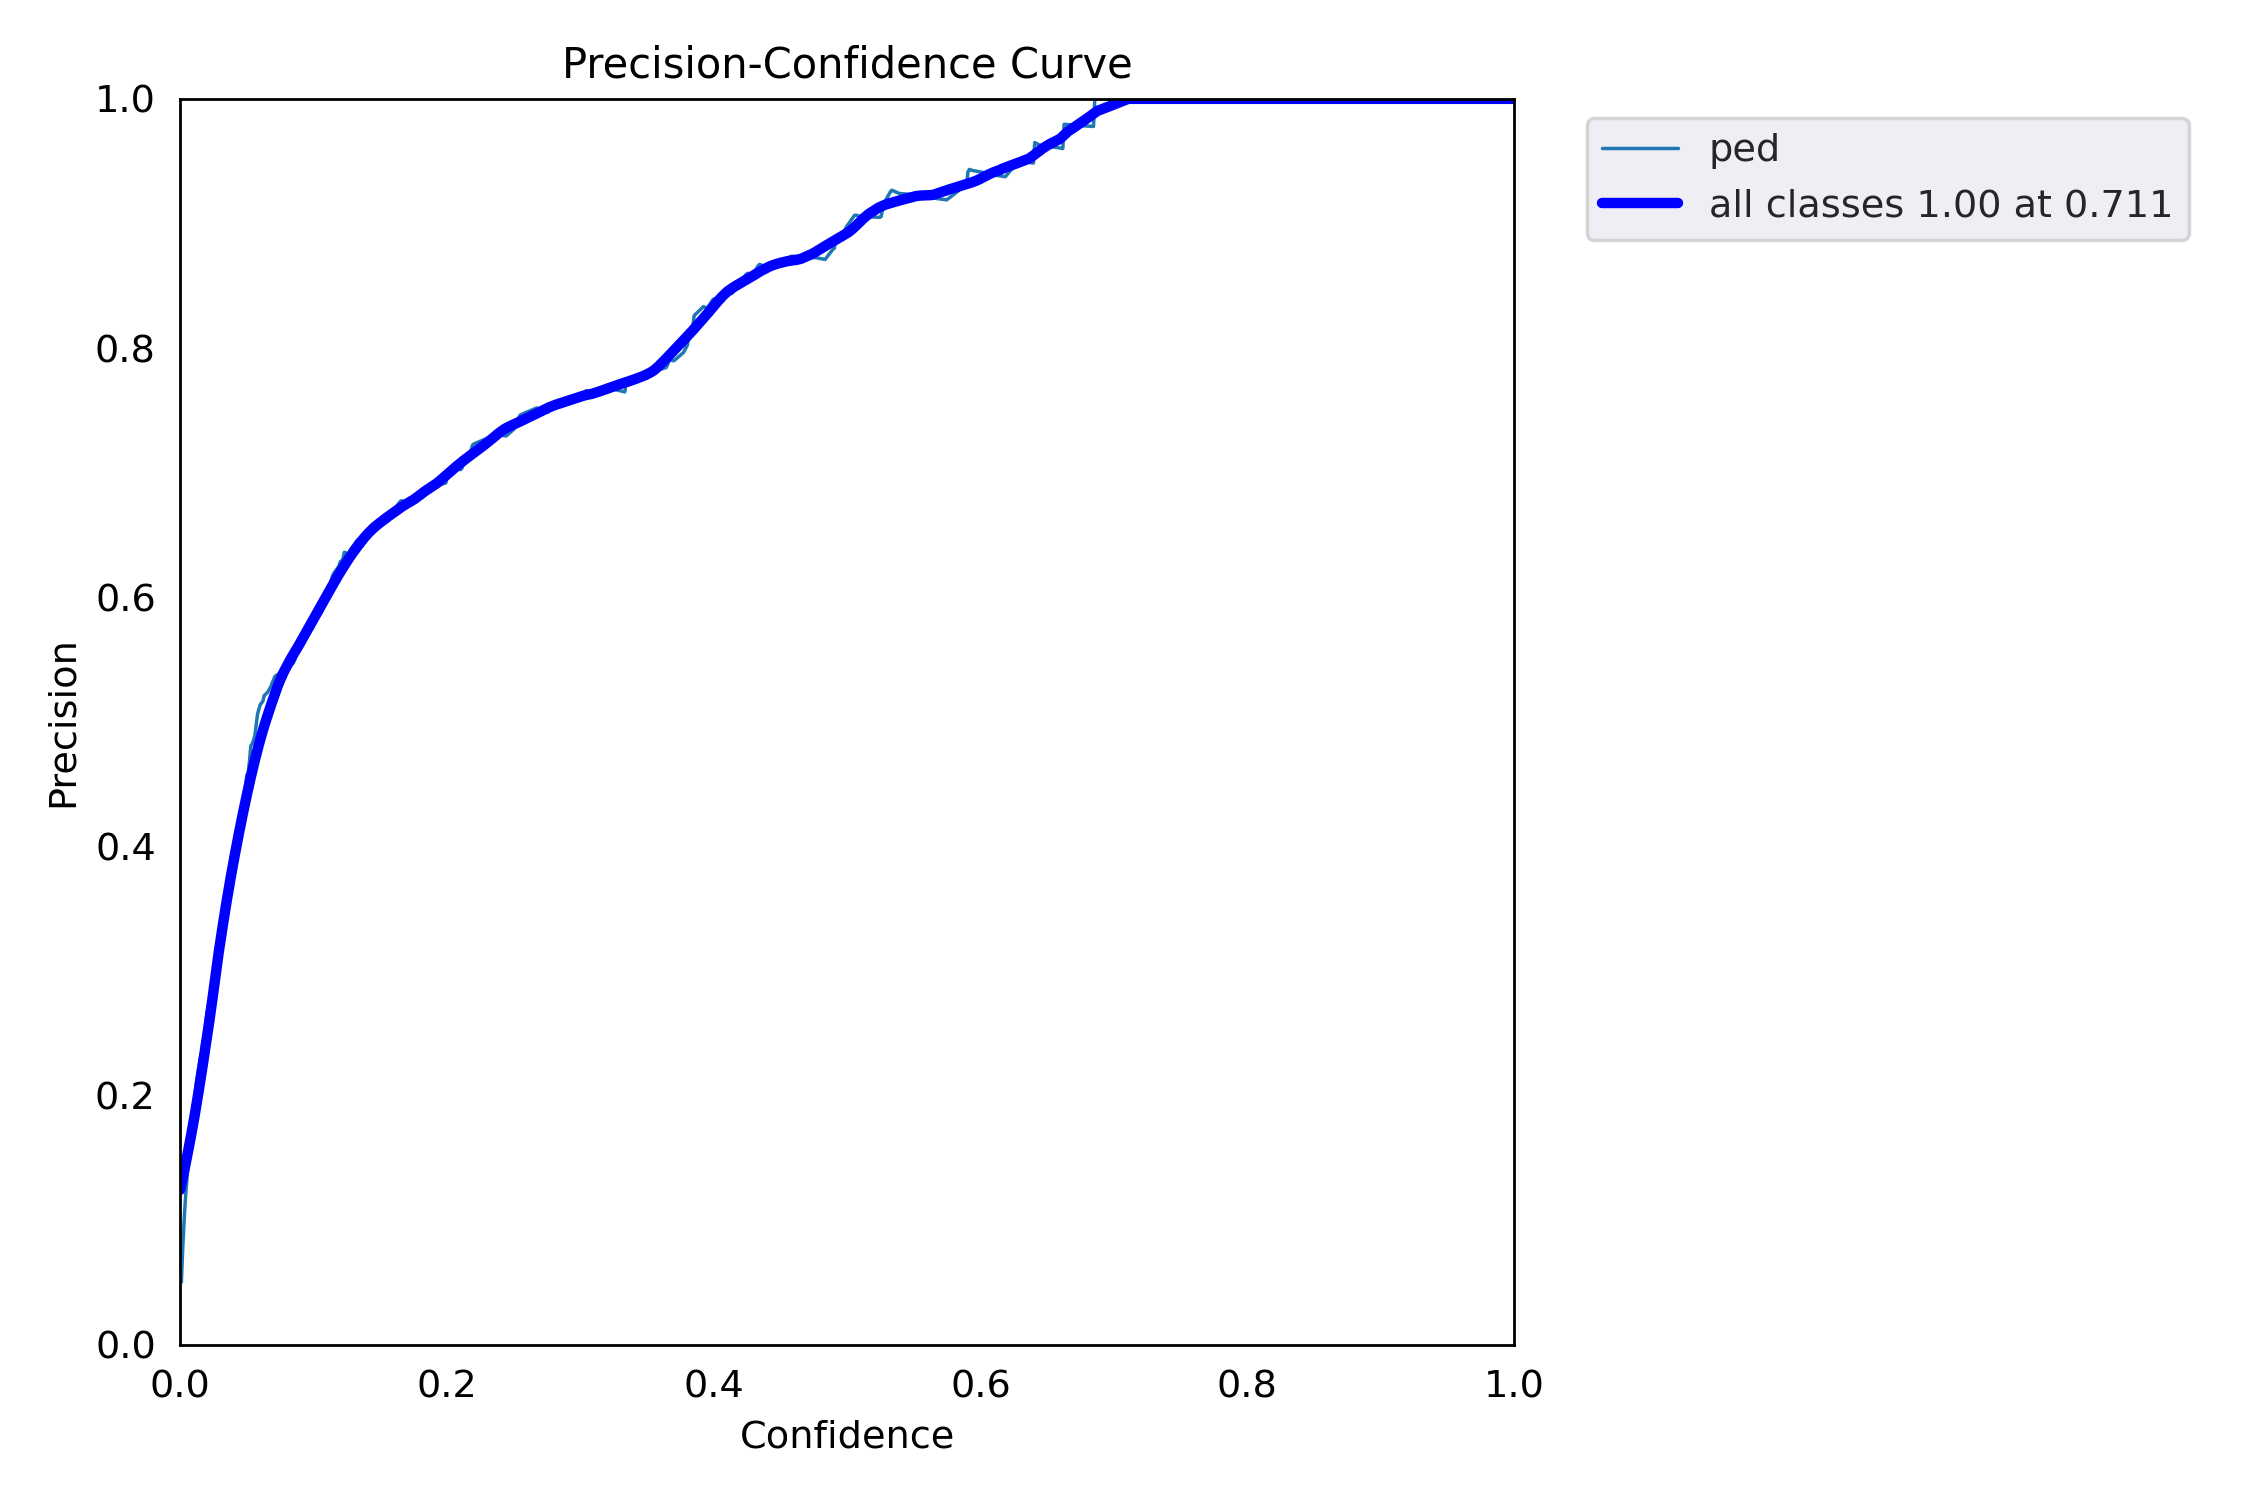 Precision-Confidence Curve
1.0
0.8
0.6
0.4
0.2
0.0
Precision
0.0 0.2 0.4 0.6 0.8 1.0
Confidence
ped
all classes 1.00 at 0.711